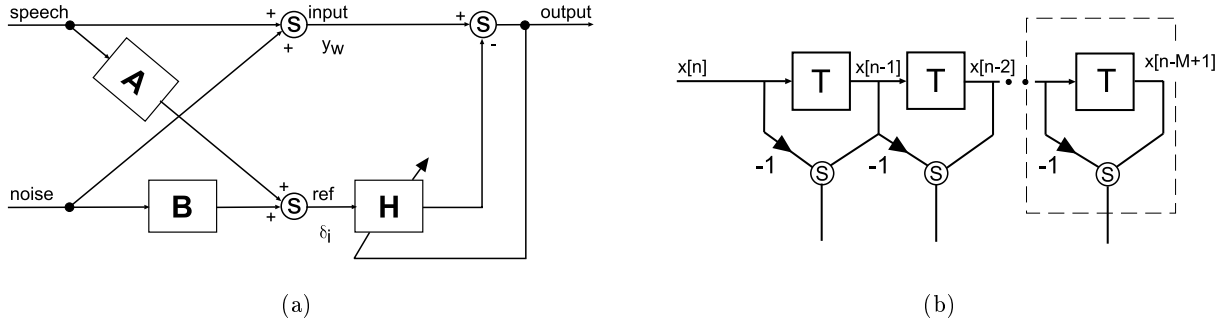 speech
+
S
input
+
S
output
+
y_w
-
A
noise
B
+
+
S
ref
δ_i
H
(a)
x[n]
T
x[n-1]
T
x[n-2]
T
x[n-M+1]
-1
S
-1
S
-1
S
(b)